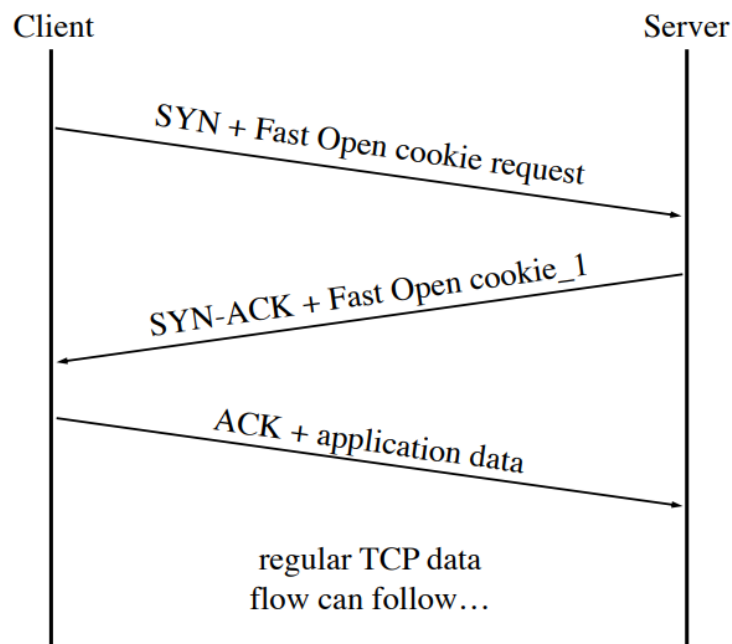 Client
Server
SYN + Fast Open cookie request
SYN-ACK + Fast Open cookie_1
ACK + application data
regular TCP data
flow can follow…